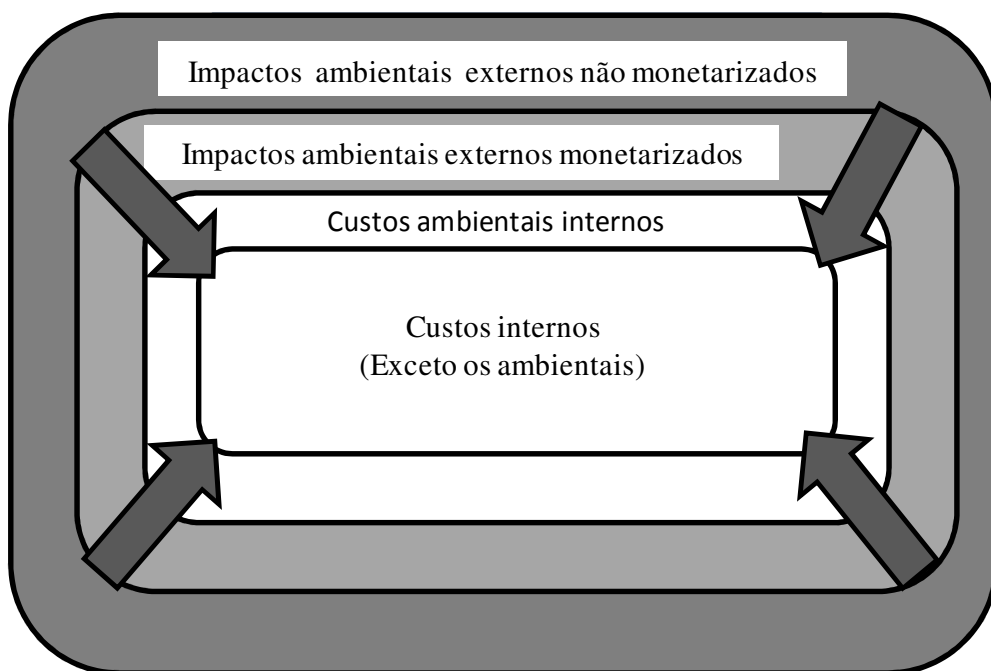 Impactos ambientais externos não monetarizados
Impactos ambientais externos monetarizados
Custos ambientais internos
Custos internos
(Exceto os ambientais)